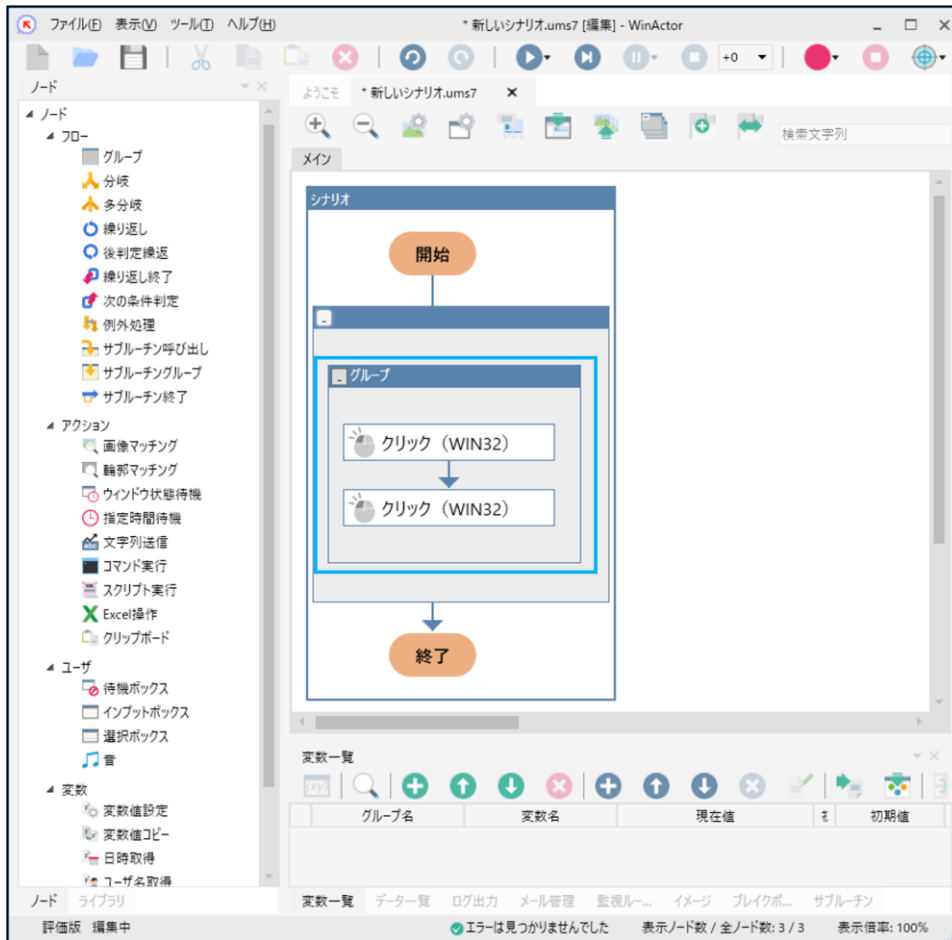 ファイル(F) 表示(V) ツール(T) ヘルプ(H)
* 新しいシナリオ.ums7 [編集] - WinActor
+0
ノード
ようこそ * 新しいシナリオ.ums7
検索文字列
メイン
ノード
フロー
グループ
分岐
多分岐
繰り返し
後判定繰返
繰り返し終了
次の条件判定
例外処理
サブルーチン呼び出し
サブルーチングループ
サブルーチン終了
アクション
画像マッチング
輪郭マッチング
ウィンドウ状態待機
指定時間待機
文字列送信
コマンド実行
スクリプト実行
Excel操作
クリップボード
ユーザ
待機ボックス
インプットボックス
選択ボックス
音
変数
変数値設定
変数値コピー
日時取得
ユーザ名取得
ノード ライブラリ
シナリオ
開始
グループ
クリック（WIN32）
クリック（WIN32）
終了
変数一覧
グループ名 変数名 現在値 初期値
変数一覧 データ一覧 ログ出力 メール管理 監視ルー... イメージ ブレイクポ... サブルーチン
評価版 編集中
エラーは見つかりませんでした
表示ノード数 / 全ノード数: 3 / 3
表示倍率: 100%